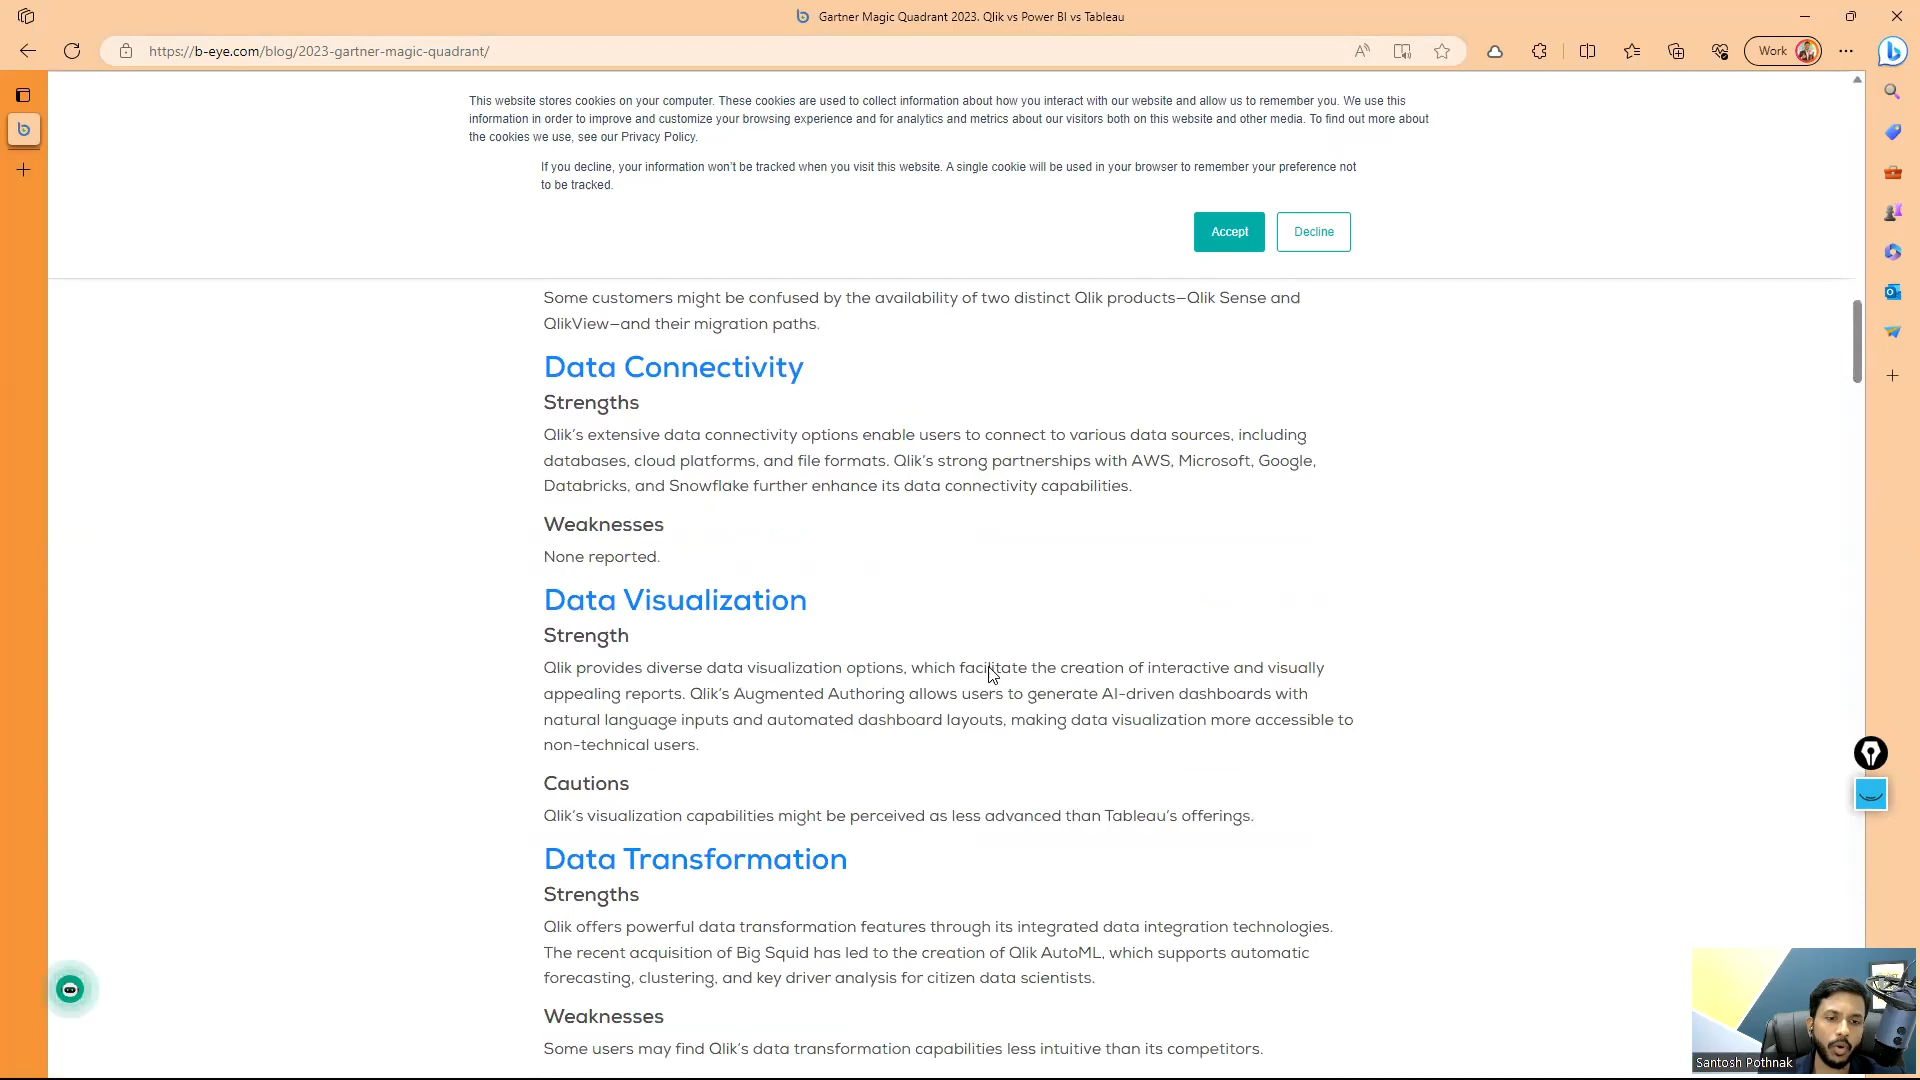 Gartner Magic Quadrant 2023. Qlik vs Power BI vs Tableau
https://b-eye.com/blog/2023-gartner-magic-quadrant/
Work
This website stores cookies on your computer. These cookies are used to collect information about how you interact with our website and allow us to remember you. We use this
information in order to improve and customize your browsing experience and for analytics and metrics about our visitors both on this website and other media. To find out more about
the cookies we use, see our Privacy Policy.
If you decline, your information won't be tracked when you visit this website. A single cookie will be used in your browser to remember your preference not
to be tracked.
Accept
Decline
Some customers might be confused by the availability of two distinct Qlik products—Qlik Sense and
QlikView—and their migration paths.
Data Connectivity
Strengths
Qlik's extensive data connectivity options enable users to connect to various data sources, including
databases, cloud platforms, and file formats. Qlik's strong partnerships with AWS, Microsoft, Google,
Databricks, and Snowflake further enhance its data connectivity capabilities.
Weaknesses
None reported.
Data Visualization
Strength
Qlik provides diverse data visualization options, which facilitate the creation of interactive and visually
appealing reports. Qlik's Augmented Authoring allows users to generate AI-driven dashboards with
natural language inputs and automated dashboard layouts, making data visualization more accessible to
non-technical users.
Cautions
Qlik's visualization capabilities might be perceived as less advanced than Tableau's offerings.
Data Transformation
Strengths
Qlik offers powerful data transformation features through its integrated data integration technologies.
The recent acquisition of Big Squid has led to the creation of Qlik AutoML, which supports automatic
forecasting, clustering, and key driver analysis for citizen data scientists.
Weaknesses
Some users may find Qlik's data transformation capabilities less intuitive than its competitors.
Santosh Pothnak